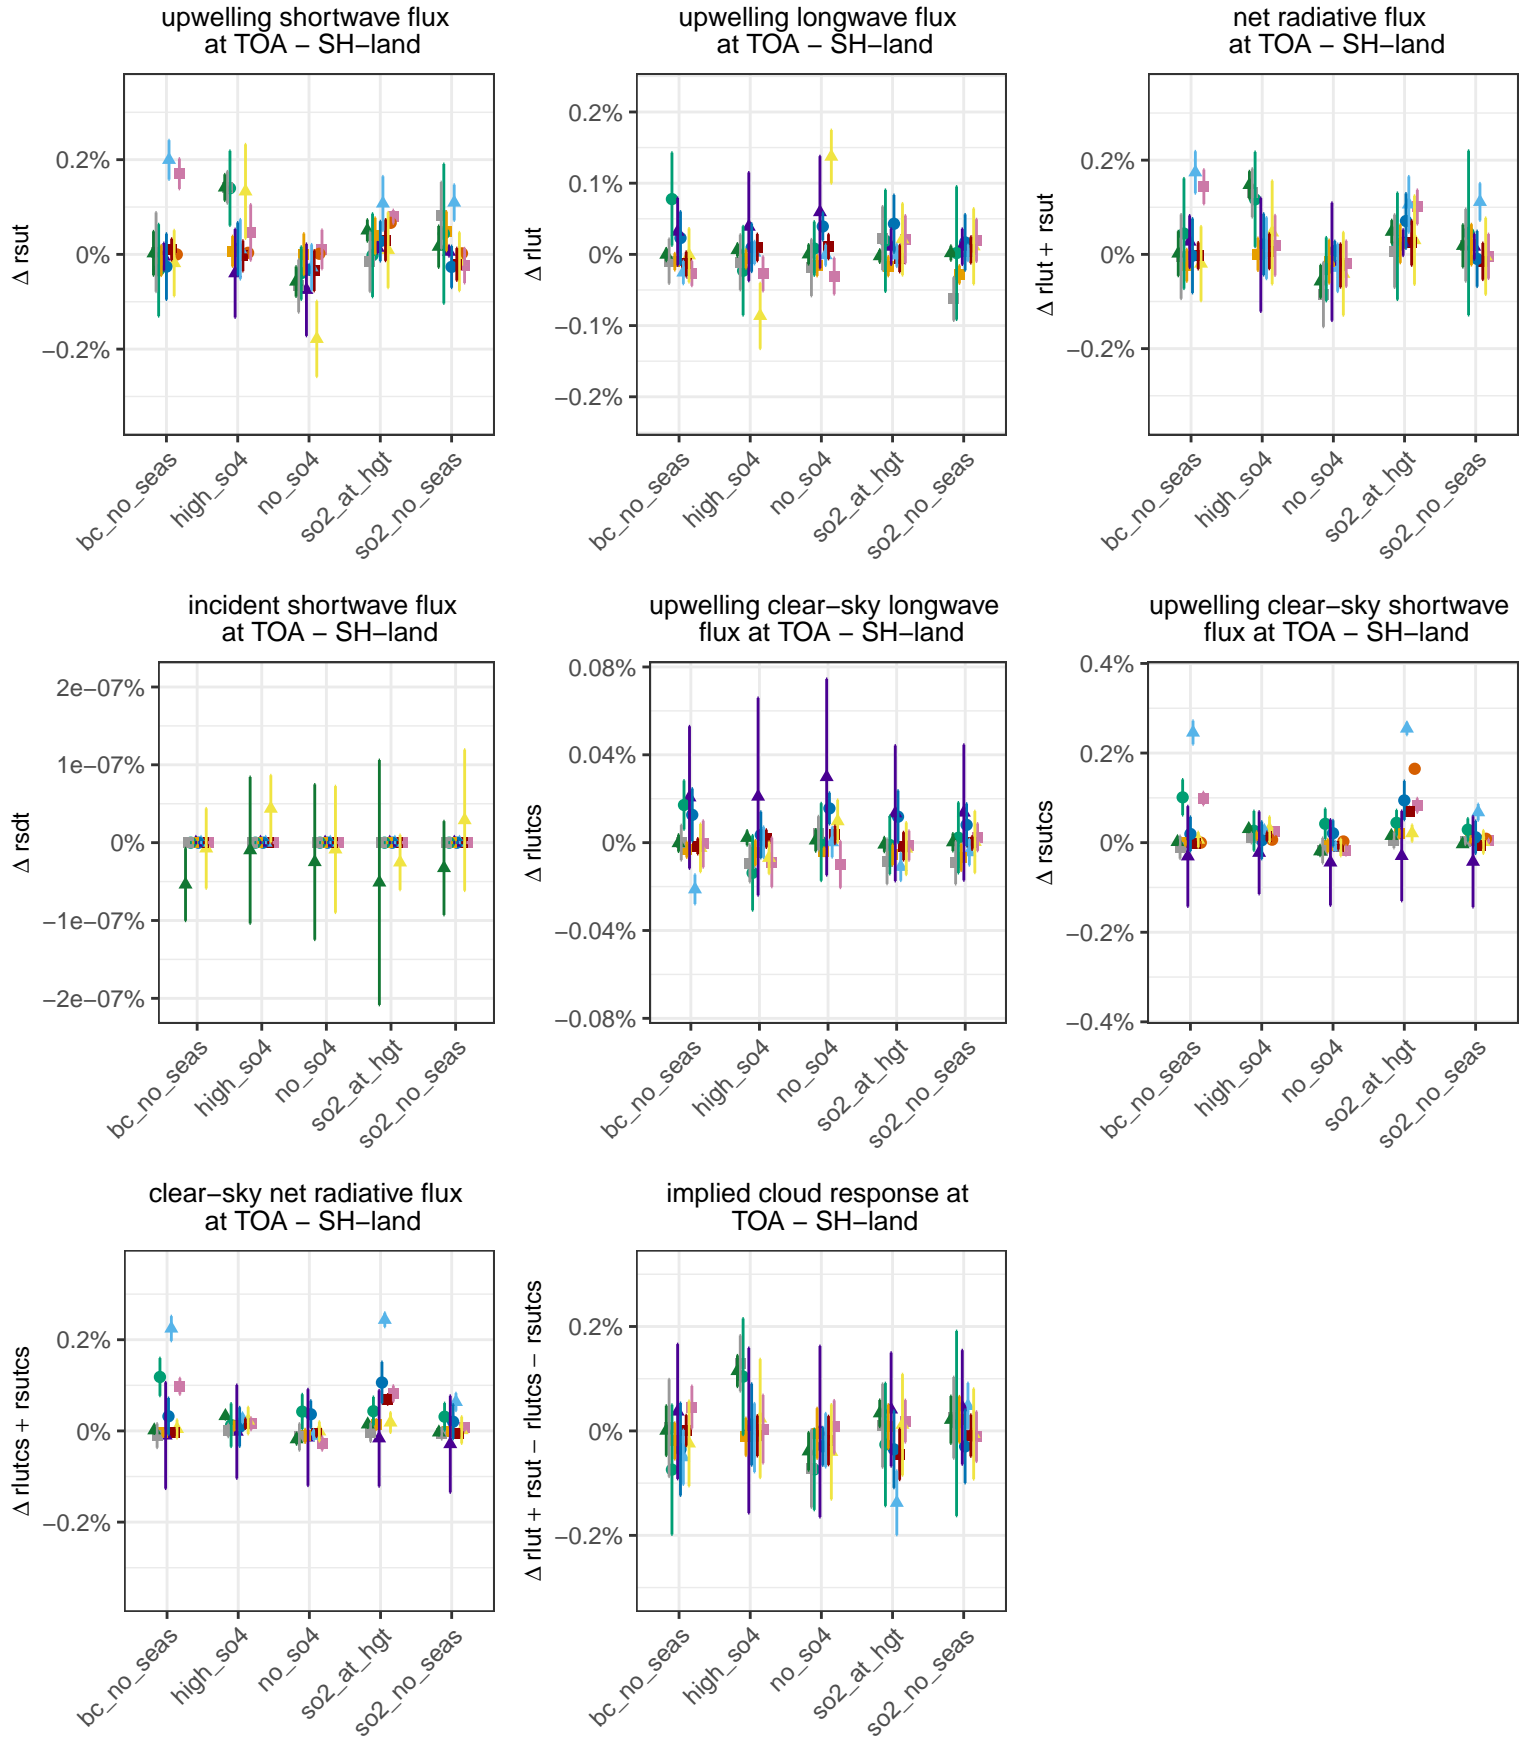 upwelling shortwave flux
at TOA − SH−land
Δ rsut
0.2%
0%
−0.2%
bc_no_seas
high_so4
no_so4
so2_at_hgt
so2_no_seas
upwelling longwave flux
at TOA − SH−land
Δ rlut
0.2%
0.1%
0%
−0.1%
−0.2%
bc_no_seas
high_so4
no_so4
so2_at_hgt
so2_no_seas
net radiative flux
at TOA − SH−land
Δ rlut + rsut
0.2%
0%
−0.2%
bc_no_seas
high_so4
no_so4
so2_at_hgt
so2_no_seas
incident shortwave flux
at TOA − SH−land
Δ rsdt
2e−07%
1e−07%
0%
−1e−07%
−2e−07%
bc_no_seas
high_so4
no_so4
so2_at_hgt
so2_no_seas
upwelling clear−sky longwave
flux at TOA − SH−land
Δ rlutcs
0.08%
0.04%
0%
−0.04%
−0.08%
bc_no_seas
high_so4
no_so4
so2_at_hgt
so2_no_seas
upwelling clear−sky shortwave
flux at TOA − SH−land
Δ rsutcs
0.4%
0.2%
0%
−0.2%
−0.4%
bc_no_seas
high_so4
no_so4
so2_at_hgt
so2_no_seas
clear−sky net radiative flux
at TOA − SH−land
Δ rlutcs + rsutcs
0.2%
0%
−0.2%
bc_no_seas
high_so4
no_so4
so2_at_hgt
so2_no_seas
implied cloud response at
TOA − SH−land
Δ rlut + rsut − rlutcs − rsutcs
0.2%
0%
−0.2%
bc_no_seas
high_so4
no_so4
so2_at_hgt
so2_no_seas